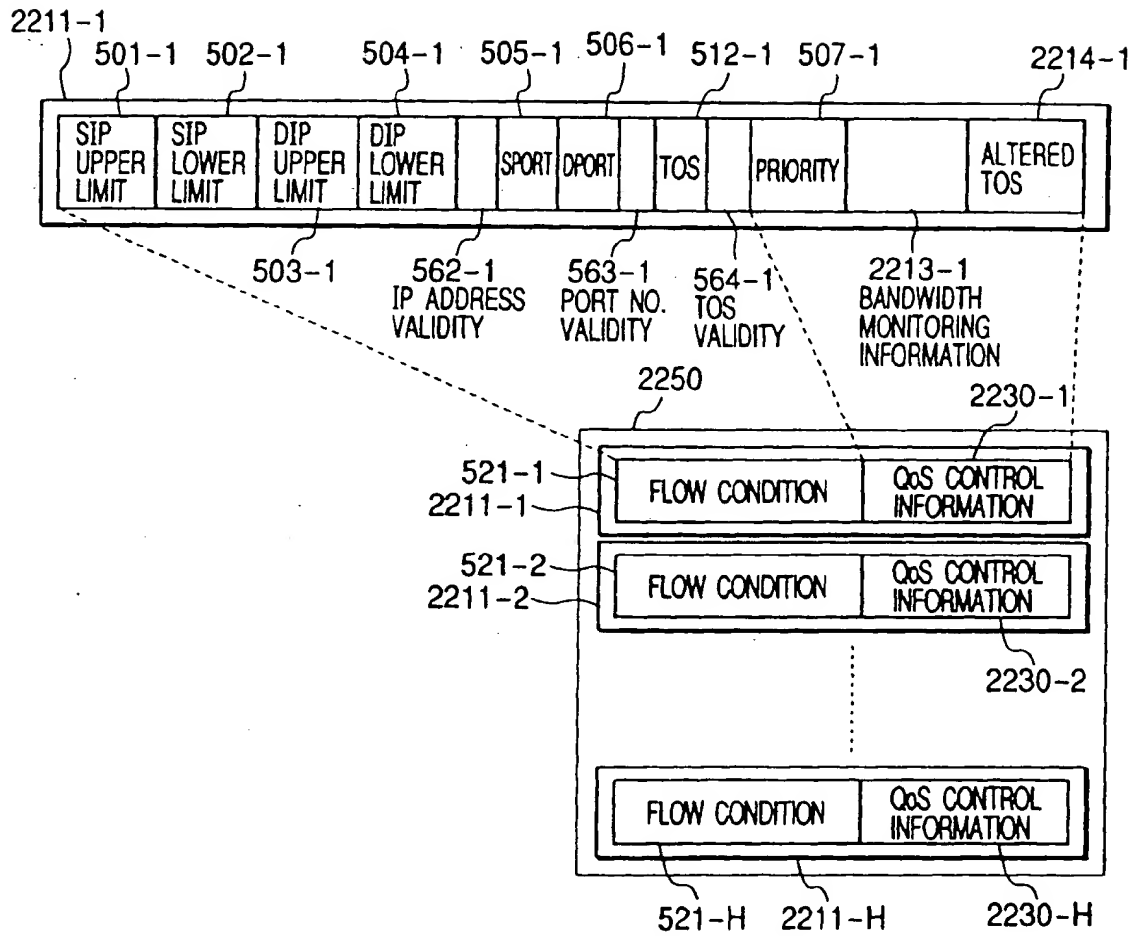 2211-1
501-1
502-1
504-1
505-1
506-1
512-1
507-1
2214-1
SIP
UPPER
LIMIT
SIP
LOWER
LIMIT
DIP
UPPER
LIMIT
DIP
LOWER
LIMIT
SPORT
DPORT
TOS
PRIORITY
ALTERED
TOS
503-1
562-1
IP ADDRESS
VALIDITY
563-1
PORT NO.
VALIDITY
564-1
TOS
VALIDITY
2213-1
BANDWIDTH
MONITORING
INFORMATION
2250
2230-1
521-1
2211-1
FLOW CONDITION
QoS CONTROL
INFORMATION
521-2
2211-2
FLOW CONDITION
QoS CONTROL
INFORMATION
2230-2
FLOW CONDITION
QoS CONTROL
INFORMATION
521-H
2211-H
2230-H